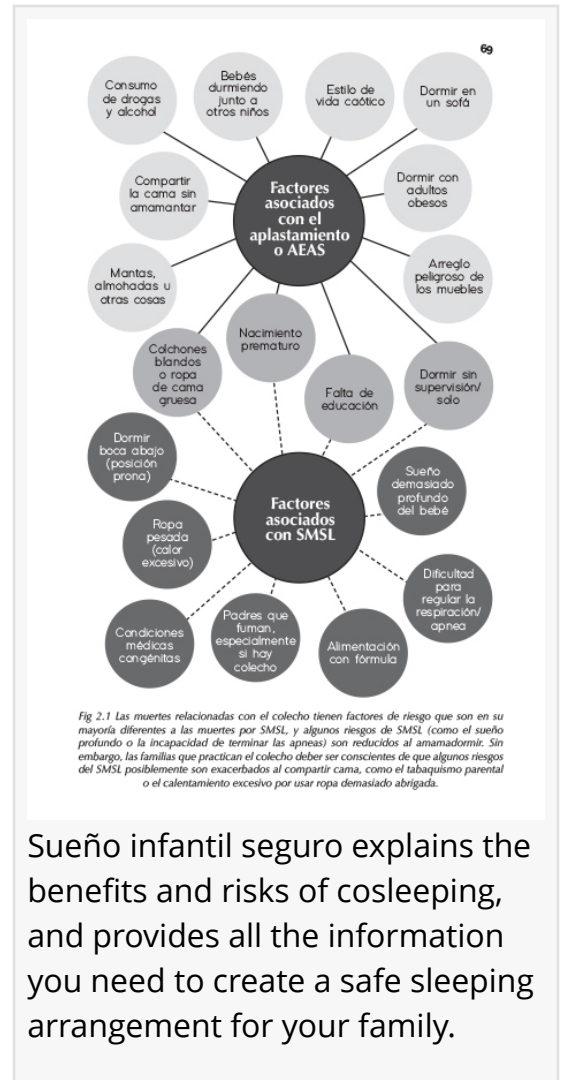 69
Consumo
de drogas
y alcohol
Bebés
durmiendo
junto a
otros niños
Estilo de
vida caótico
Dormir en
un sofá
Compartir
la cama sin
amamantar
Factores
asociados
con el
aplastamiento
o AEAS
Dormir con
adultos
obesos
Mantas,
almohadas u
otras cosas
Arreglo
peligroso de
los muebles
Colchones
blandos
o ropa
de cama
gruesa
Nacimiento
prematuro
Falta de
educación
Dormir sin
supervisión/
solo
Dormir
boca abajo
(posición
prona)
Factores
asociados
con SMSL
Sueño
demasiado
profundo
del bebé
Ropa
pesada
(calor
excesivo)
Dificultad
para
regular la
respiración/
apnea
Condiciones
médicas
congénitas
Padres que
fuman,
especialmente
si hay
colecho
Alimentación
con fórmula
Fig 2.1 Las muertes relacionadas con el colecho tienen factores de riesgo que son en su
mayoría diferentes a las muertes por SMSL, y algunos riesgos de SMSL (como el sueño
profundo o la incapacidad de terminar las apneas) son reducidos al amamadormir. Sin
embargo, las familias que practican el colecho deber ser conscientes de que algunos riesgos
del SMSL posiblemente son exacerbados al compartir cama, como el tabaquismo parental
o el calentamiento excesivo por usar ropa demasiado abrigada.
Sueño infantil seguro explains the
benefits and risks of cosleeping,
and provides all the information
you need to create a safe sleeping
arrangement for your family.